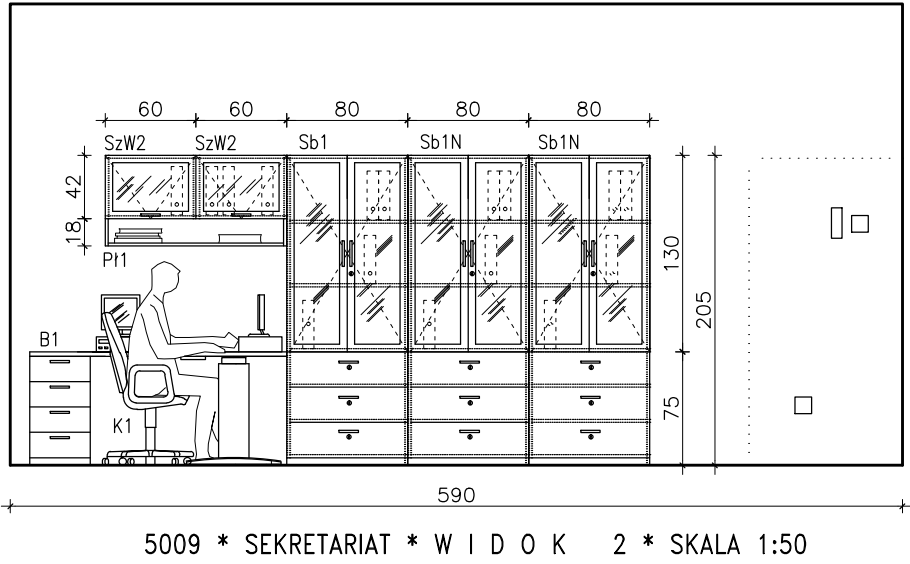 60 60 80 80 80
SzW2 SzW2 Sb1 Sb1N Sb1N
42
18
Pł1
130
205
B1
75
K1
590
5009 * SEKRETARIAT * W I D O K 2 * SKALA 1:50